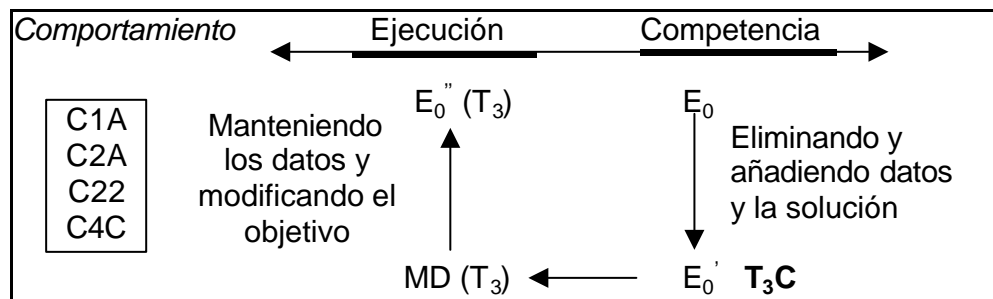 Comportamiento Ejecución Competencia
C1A
C2A
C22
C4C
Manteniendo
los datos y
modificando el
objetivo
E₀'' (T₃)
MD (T₃)
E₀
Eliminando y
añadiendo datos
y la solución
E₀' T₃C